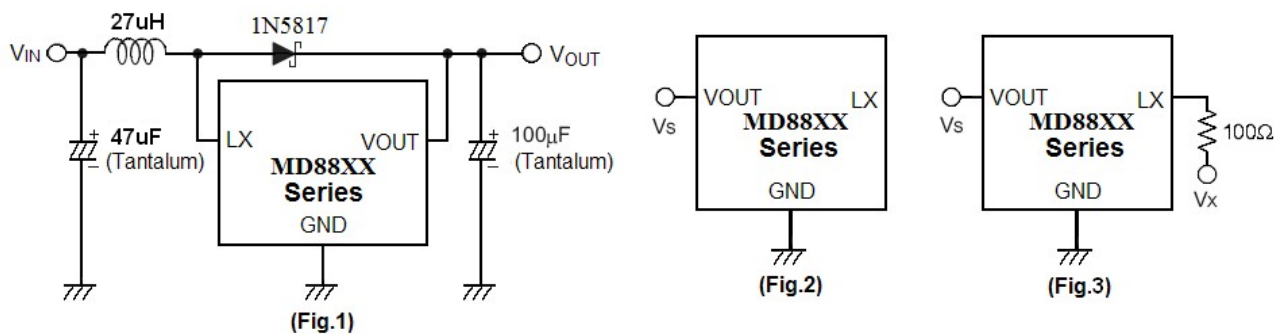 27uH
1N5817
VIN
VOUT
47uF
(Tantalum)
+
–
LX
VOUT
MD88XX
Series
GND
+
–
100μF
(Tantalum)
(Fig.1)
Vs
VOUT
LX
MD88XX
Series
GND
(Fig.2)
Vs
VOUT
LX
MD88XX
Series
GND
100Ω
Vx
(Fig.3)